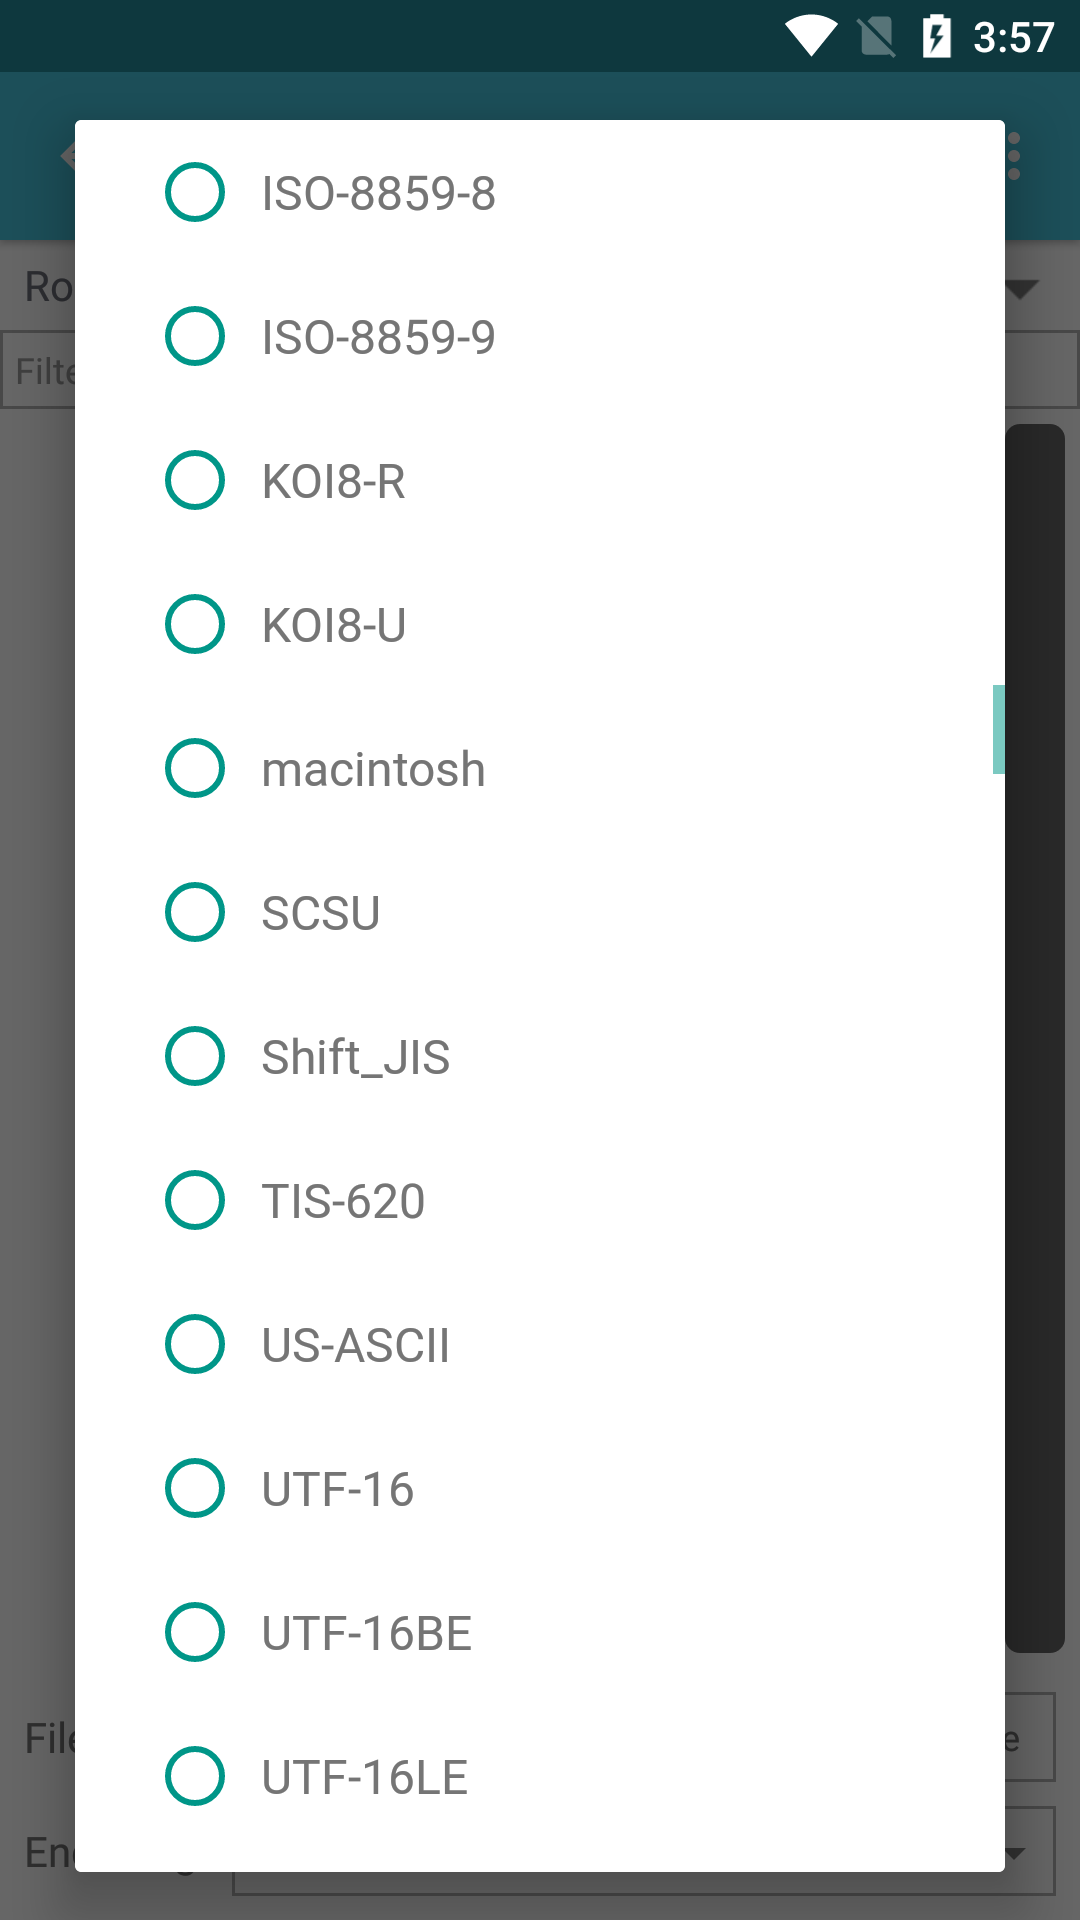 3:57
ISO-8859-8
Ro
ISO-8859-9
Filte
KOI8-R
KOI8-U
macintosh
SCSU
Shift_JIS
TIS-620
US-ASCII
UTF-16
UTF-16BE
File
e
UTF-16LE